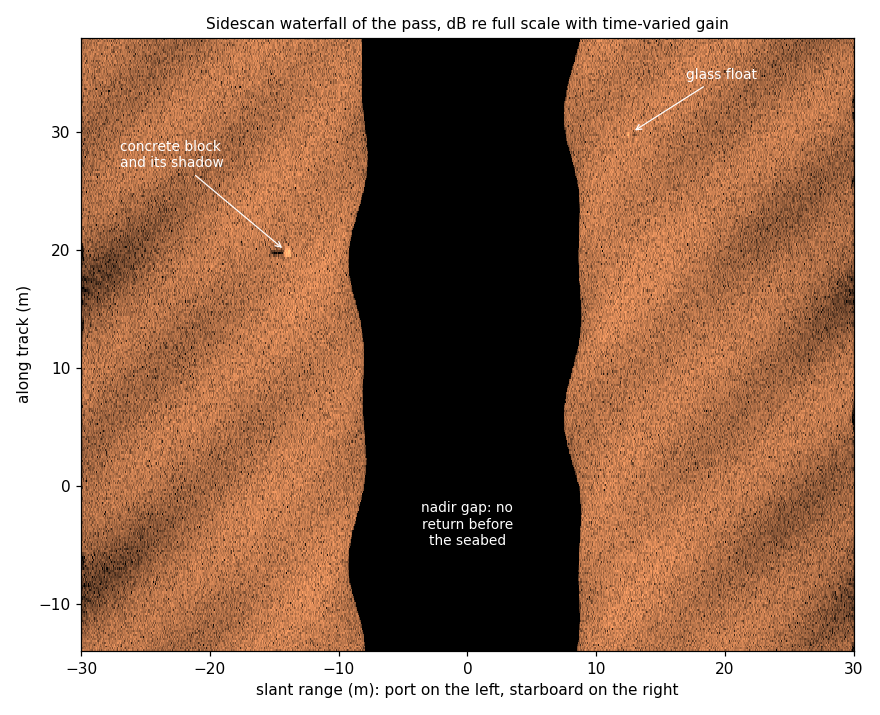 Sidescan waterfall of the pass, dB re full scale with time-varied gain
glass float
concrete block
and its shadow
nadir gap: no
return before
the seabed
along track (m)
30
20
10
0
−10
−30
−20
−10
0
10
20
30
slant range (m): port on the left, starboard on the right